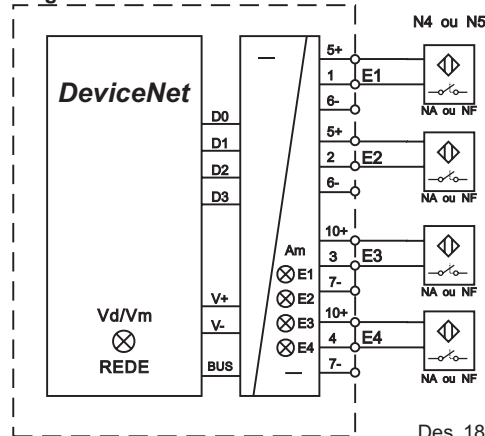 N4 ou N5
DeviceNet
D0
D1
D2
D3
V+
V-
BUS
Vd/Vm
REDE
Am
E1
E2
E3
E4
5+
1
E1
6-
NA ou NF
5+
2
E2
6-
NA ou NF
10+
3
E3
7-
10+
4
E4
7-
NA ou NF
NA ou NF
Des. 18